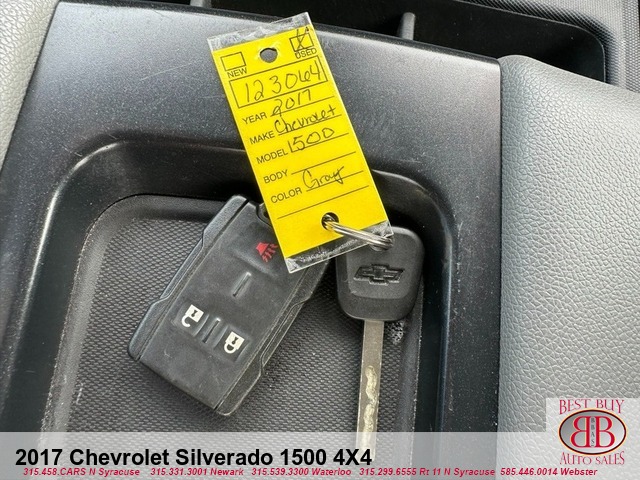 NEW
USED
123064
YEAR 2017
MAKE Chevrolet
MODEL 1500
BODY
COLOR Gray
BEST BUY
BB
AUTO SALES
2017 Chevrolet Silverado 1500 4X4
315.458.CARS N Syracuse 315.331.3001 Newark 315.539.3300 Waterloo 315.299.6555 Rt 11 N Syracuse 585.446.0014 Webster